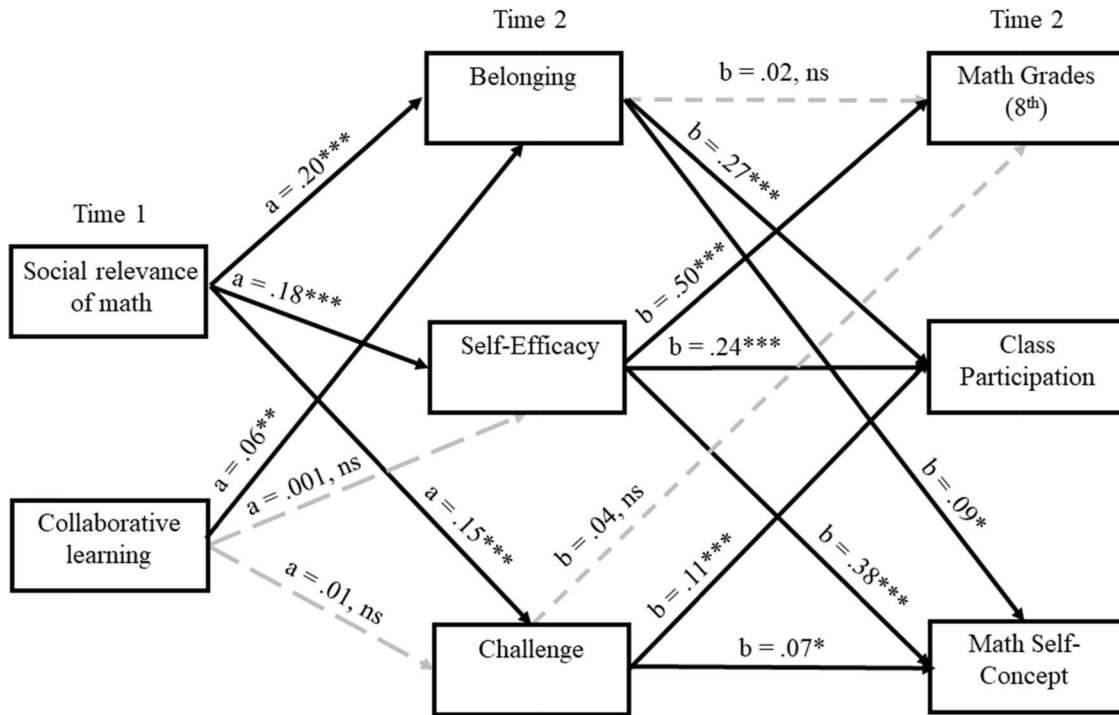 Time 2
Time 2
Belonging
b = .02, ns
Math Grades
(8th)
a = .20***
b = .27***
Time 1
Social relevance
of math
a = .18***
b = .50***
Self-Efficacy
b = .24***
Class
Participation
a = .06**
a = .001, ns
Collaborative
learning
a = .15***
b = .04, ns
b = .09*
a = .01, ns
b = .11***
b = .38***
Challenge
b = .07*
Math Self-
Concept